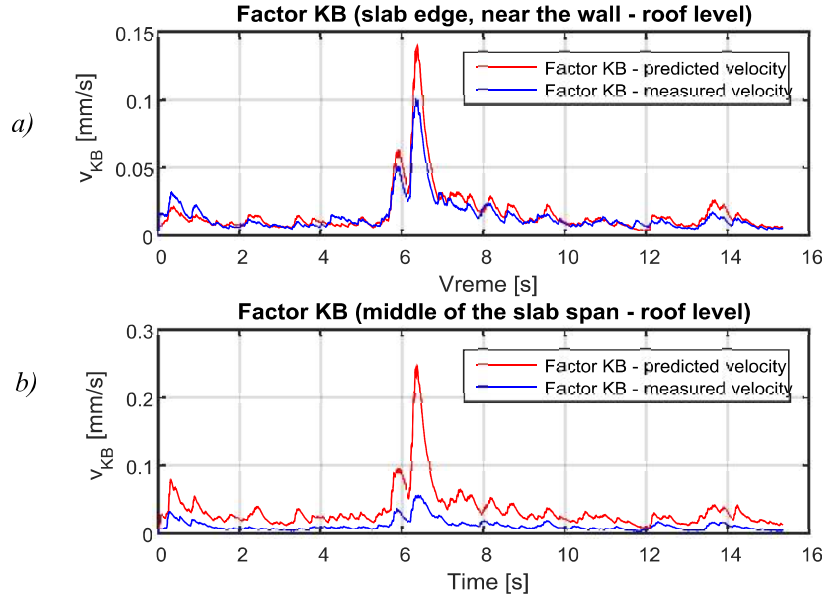 Factor KB (slab edge, near the wall - roof level)
a)
v_KB [mm/s]
0.15
0.1
0.05
0
Factor KB - predicted velocity
Factor KB - measured velocity
0 2 4 6 8 10 12 14 16
Vreme [s]
Factor KB (middle of the slab span - roof level)
b)
v_KB [mm/s]
0.3
0.2
0.1
0
Factor KB - predicted velocity
Factor KB - measured velocity
0 2 4 6 8 10 12 14 16
Time [s]